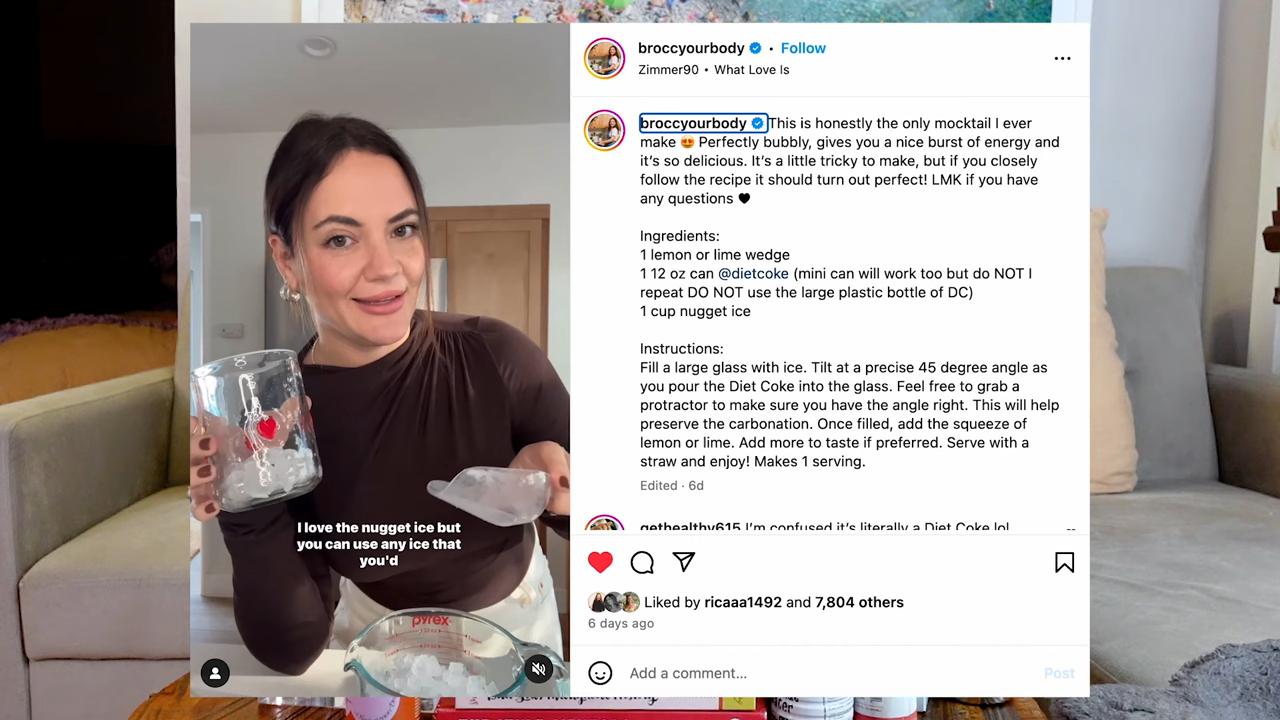 broccyourbody • Follow
Zimmer90 • What Love Is
broccyourbody This is honestly the only mocktail I ever
make 😍 Perfectly bubbly, gives you a nice burst of energy and
it's so delicious. It's a little tricky to make, but if you closely
follow the recipe it should turn out perfect! LMK if you have
any questions 🖤
Ingredients:
1 lemon or lime wedge
1 12 oz can @dietcoke (mini can will work too but do NOT I
repeat DO NOT use the large plastic bottle of DC)
1 cup nugget ice
Instructions:
Fill a large glass with ice. Tilt at a precise 45 degree angle as
you pour the Diet Coke into the glass. Feel free to grab a
protractor to make sure you have the angle right. This will help
preserve the carbonation. Once filled, add the squeeze of
lemon or lime. Add more to taste if preferred. Serve with a
straw and enjoy! Makes 1 serving.
Edited · 6d
gethealthy615 I'm confused it's literally a Diet Coke lol
Liked by ricaaa1492 and 7,804 others
6 days ago
Add a comment...
Post
I love the nugget ice but
you can use any ice that
you'd
PYREX